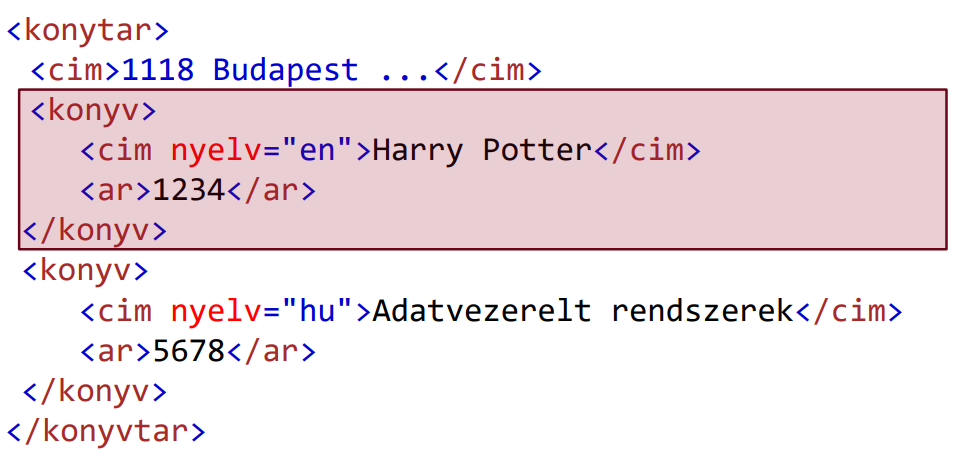 <konytar>
<cim>1118 Budapest ...</cim>
<konyv>
<cim nyelv="en">Harry Potter</cim>
<ar>1234</ar>
</konyv>
<konyv>
<cim nyelv="hu">Adatvezerelt rendszerek</cim>
<ar>5678</ar>
</konyv>
</konyvtar>